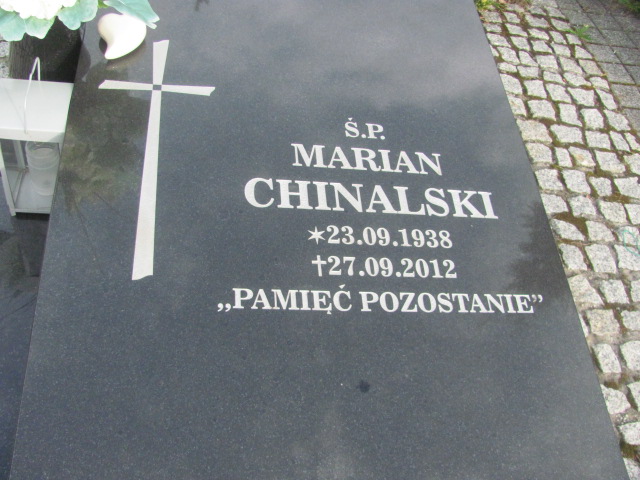 Ś.P.
MARIAN
CHINALSKI
✶23.09.1938
†27.09.2012
„PAMIĘĆ POZOSTANIE”